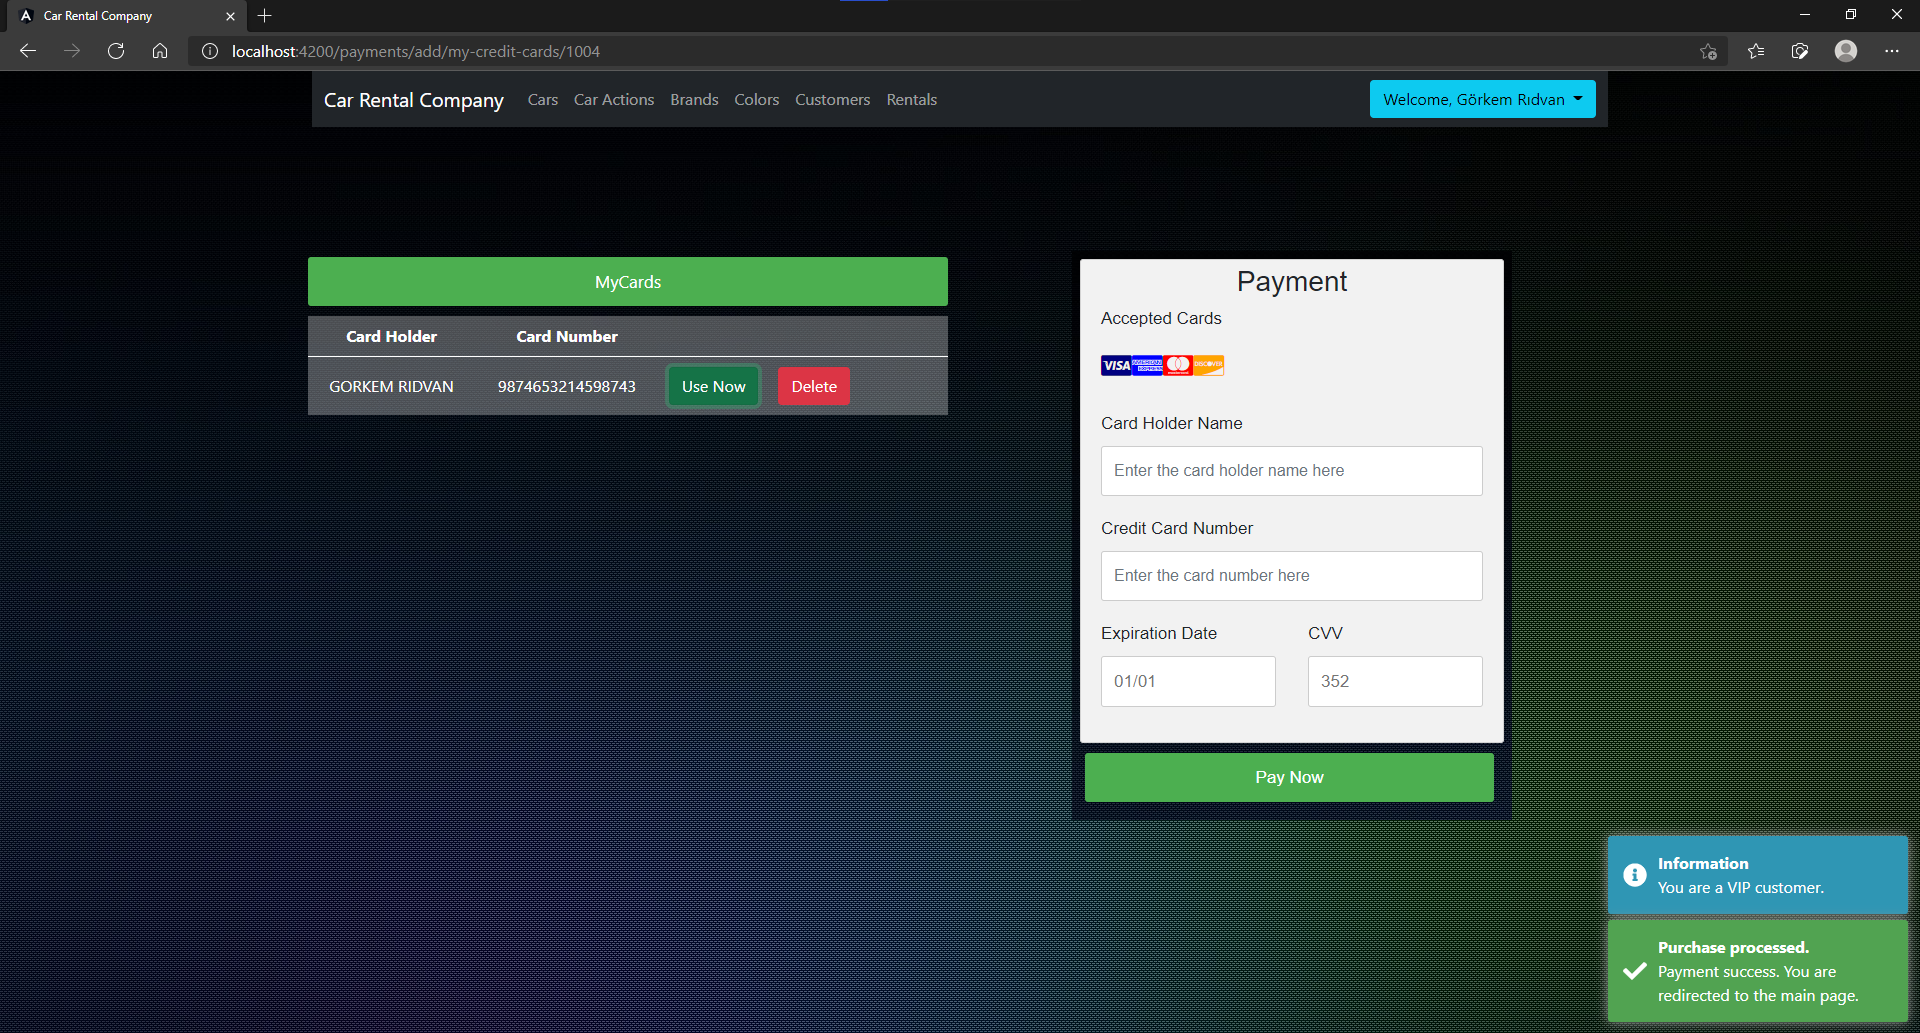 Car Rental Company
localhost:4200/payments/add/my-credit-cards/1004
Car Rental Company Cars Car Actions Brands Colors Customers Rentals Welcome, Görkem Rıdvan
MyCards
Card Holder Card Number
GORKEM RIDVAN 9874653214598743 Use Now Delete
Payment
Accepted Cards
VISA AMERICAN EXPRESS mastercard DISCOVER
Card Holder Name
Enter the card holder name here
Credit Card Number
Enter the card number here
Expiration Date CVV
01/01 352
Pay Now
Information
You are a VIP customer.
Purchase processed.
Payment success. You are
redirected to the main page.